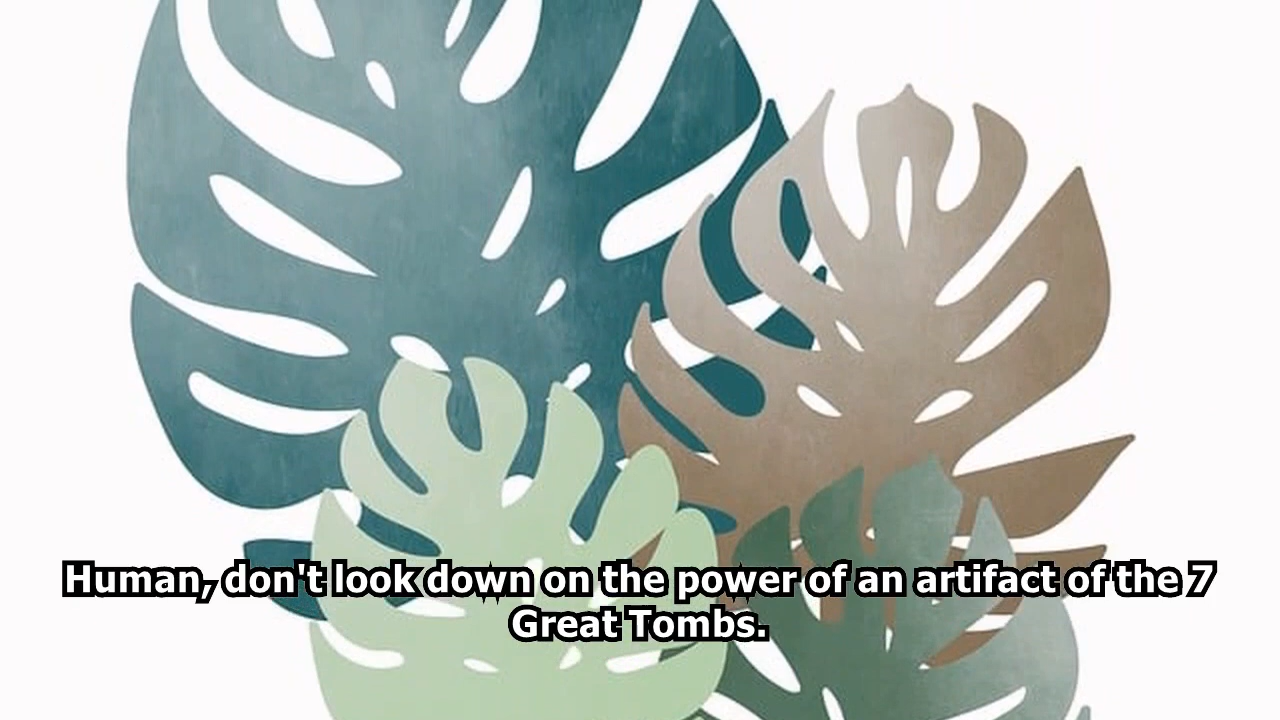 Human, don't look down on the power of an artifact of the 7
Great Tombs.